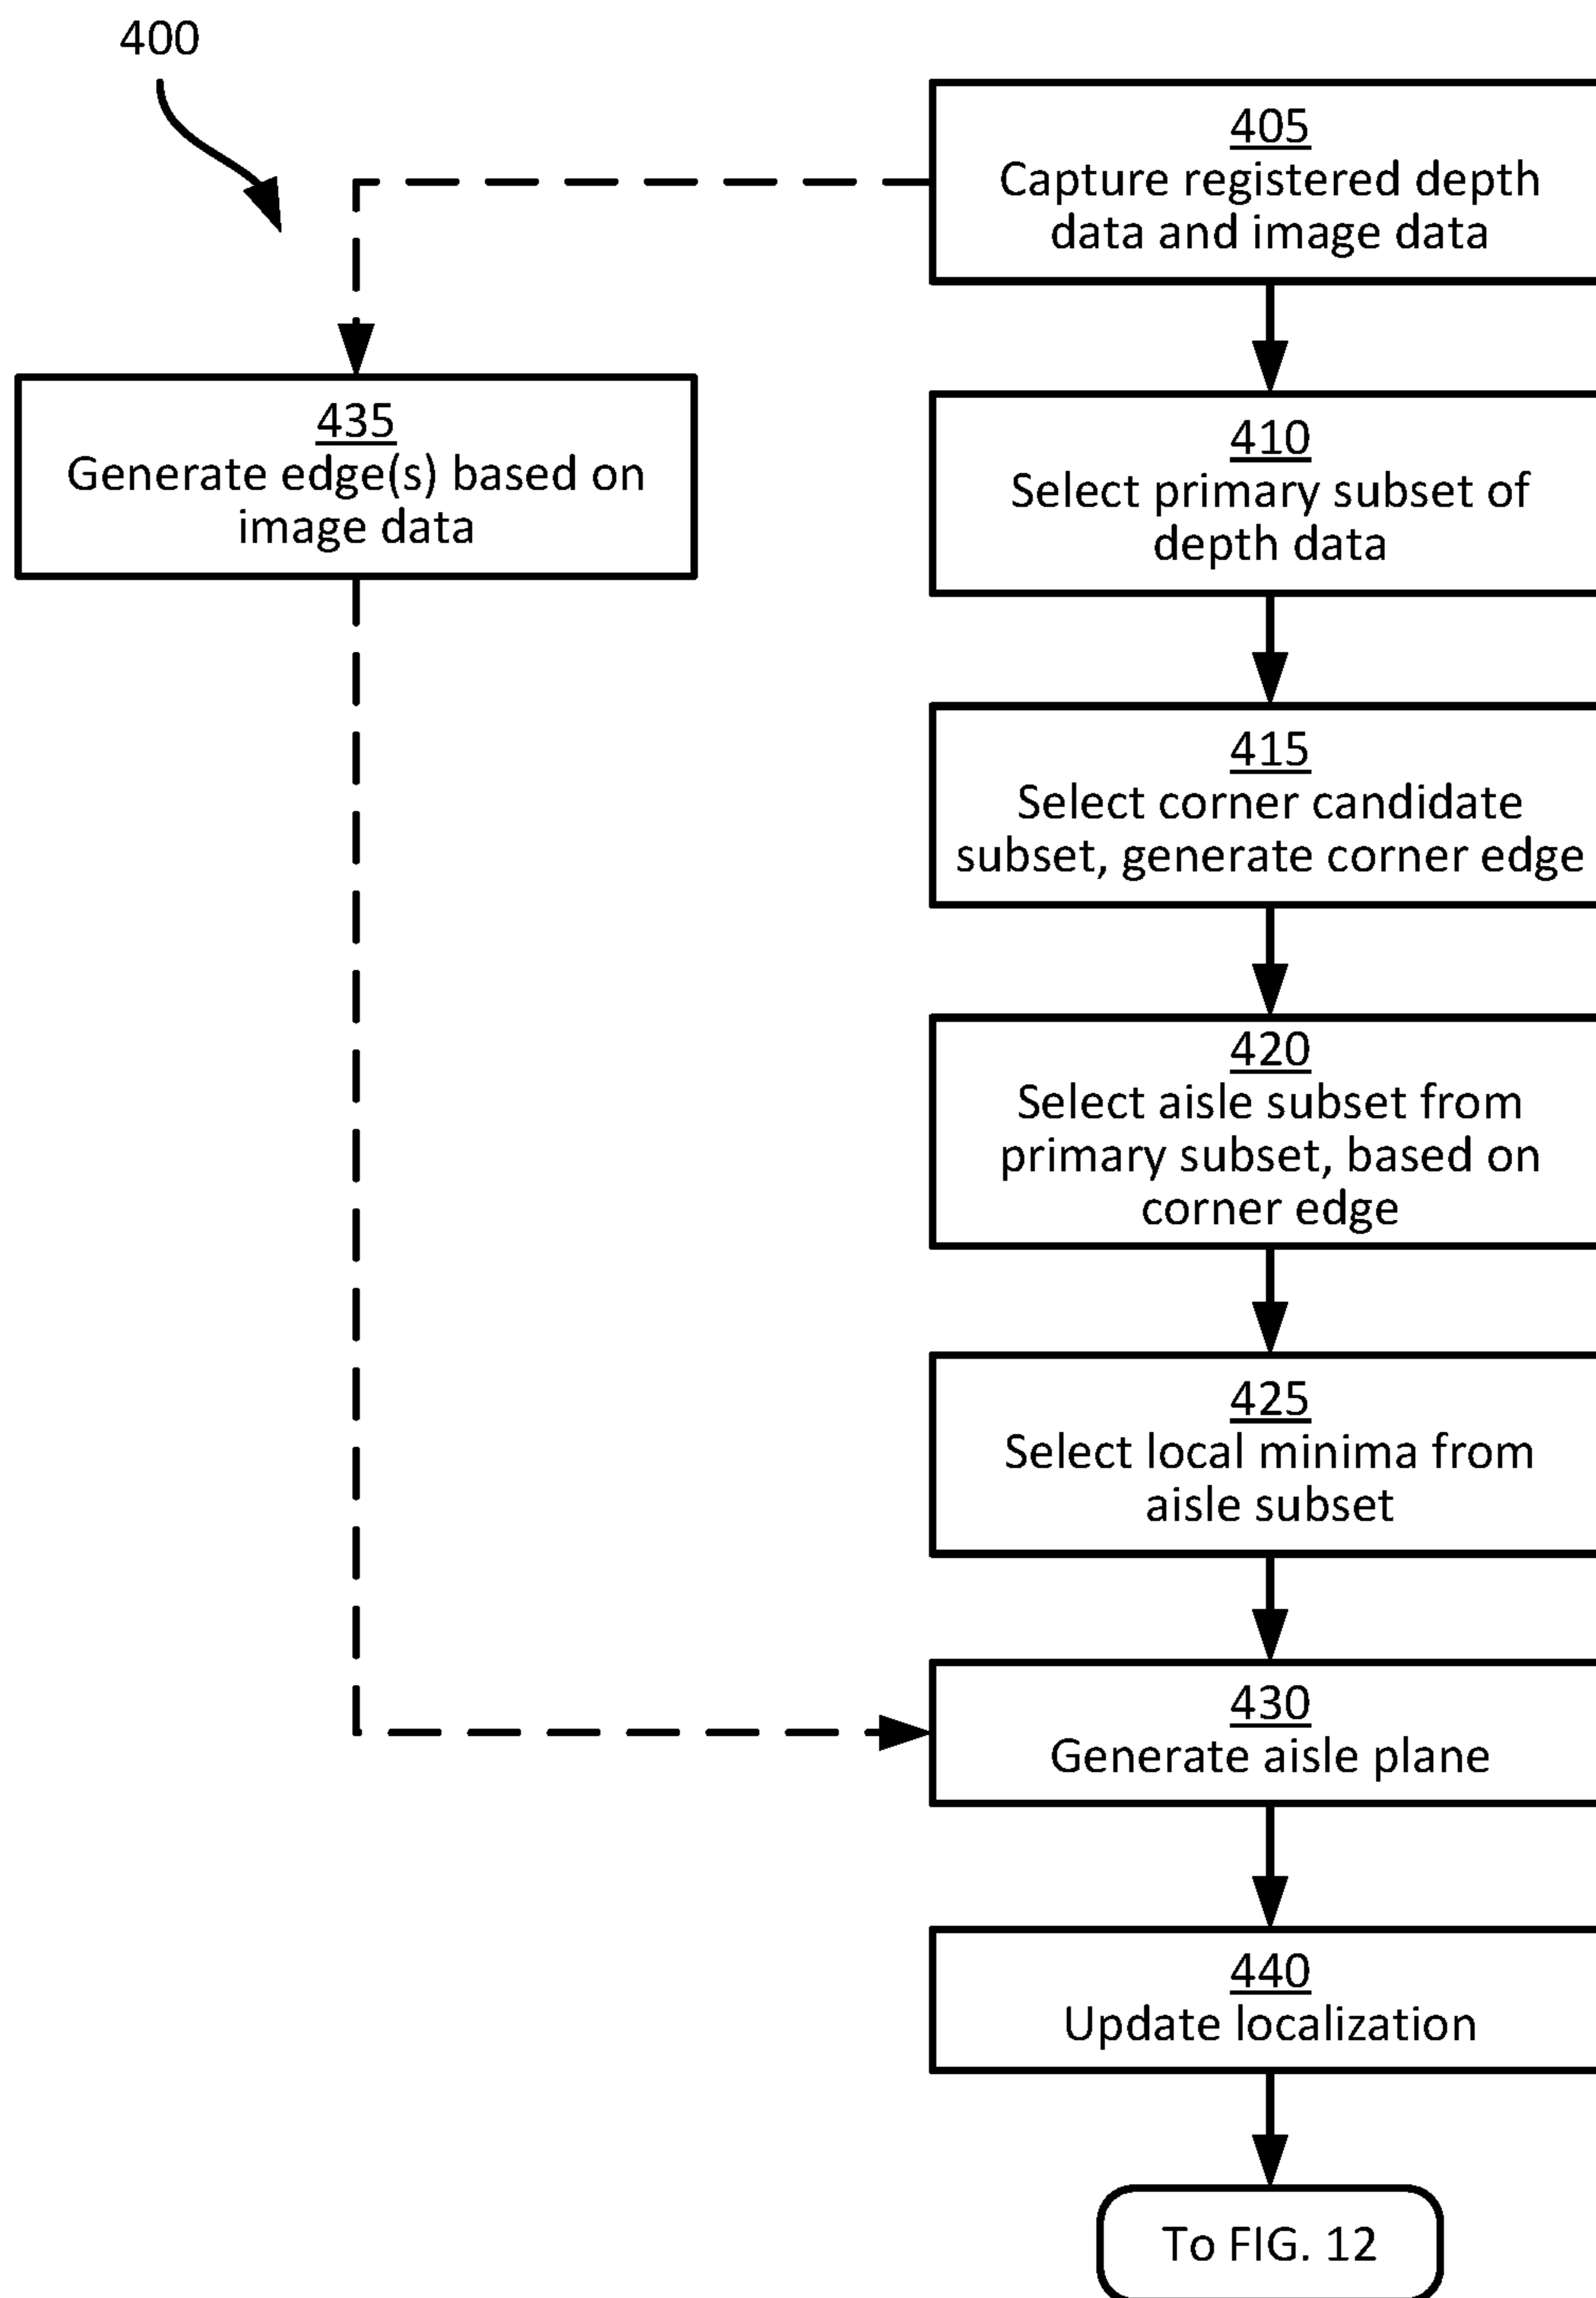 400
405
Capture registered depth
data and image data
435
Generate edge(s) based on
image data
410
Select primary subset of
depth data
415
Select corner candidate
subset, generate corner edge
420
Select aisle subset from
primary subset, based on
corner edge
425
Select local minima from
aisle subset
430
Generate aisle plane
440
Update localization
To FIG. 12